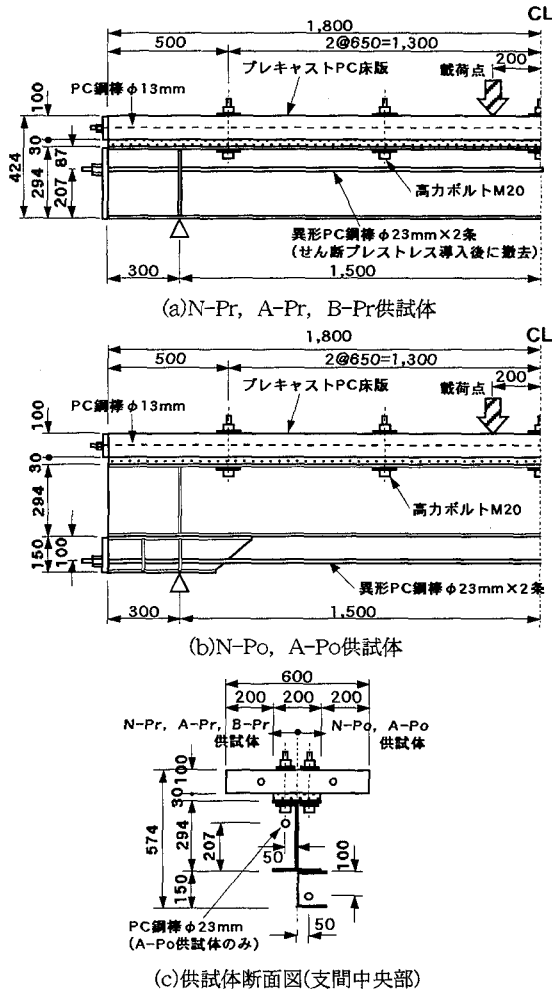 CL
1,800
500
2@650=1,300
プレキャストPC床版
載荷点
200
PC鋼棒φ13mm
100
30
87
424
294
207
高力ボルトM20
異形PC鋼棒φ23mm×2条
(せん断プレストレス導入後に撤去)
300
1,500
(a)N-Pr, A-Pr, B-Pr供試体
CL
1,800
500
2@650=1,300
プレキャストPC床版
載荷点
200
PC鋼棒φ13mm
100
30
294
高力ボルトM20
150
100
異形PC鋼棒φ23mm×2条
300
1,500
(b)N-Po, A-Po供試体
600
200
200
200
N-Pr, A-Pr, B-Pr
供試体
N-Po, A-Po
供試体
100
30
574
294
207
50
100
150
50
PC鋼棒φ23mm
(A-Po供試体のみ)
(c)供試体断面図(支間中央部)